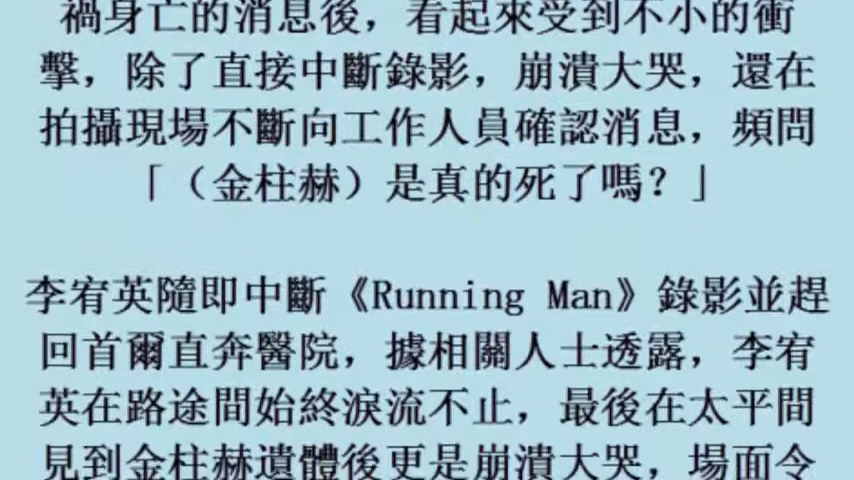 禍身亡的消息後，看起來受到不小的衝
擊，除了直接中斷錄影，崩潰大哭，還在
拍攝現場不斷向工作人員確認消息，頻問
「（金柱赫）是真的死了嗎？」
李宥英隨即中斷《Running Man》錄影並趕
回首爾直奔醫院，據相關人士透露，李宥
英在路途間始終淚流不止，最後在太平間
見到金柱赫遺體後更是崩潰大哭，場面令